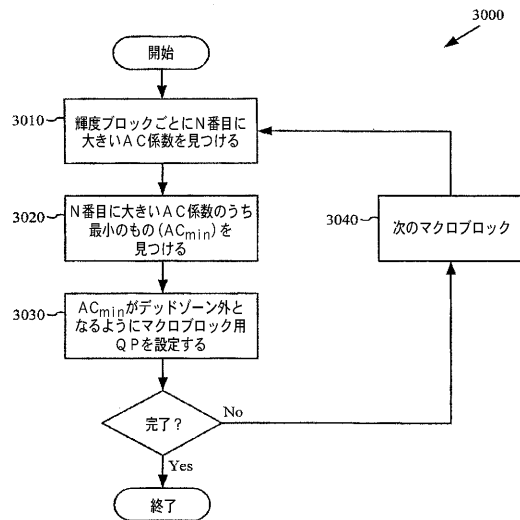 3000
開始
3010
輝度ブロックごとにN番目に
大きいAC係数を見つける
3020
N番目に大きいAC係数のうち
最小のもの(ACmin)を
見つける
3040
次のマクロブロック
3030
ACminがデッドゾーン外と
なるようにマクロブロック用
QPを設定する
完了?
No
Yes
終了